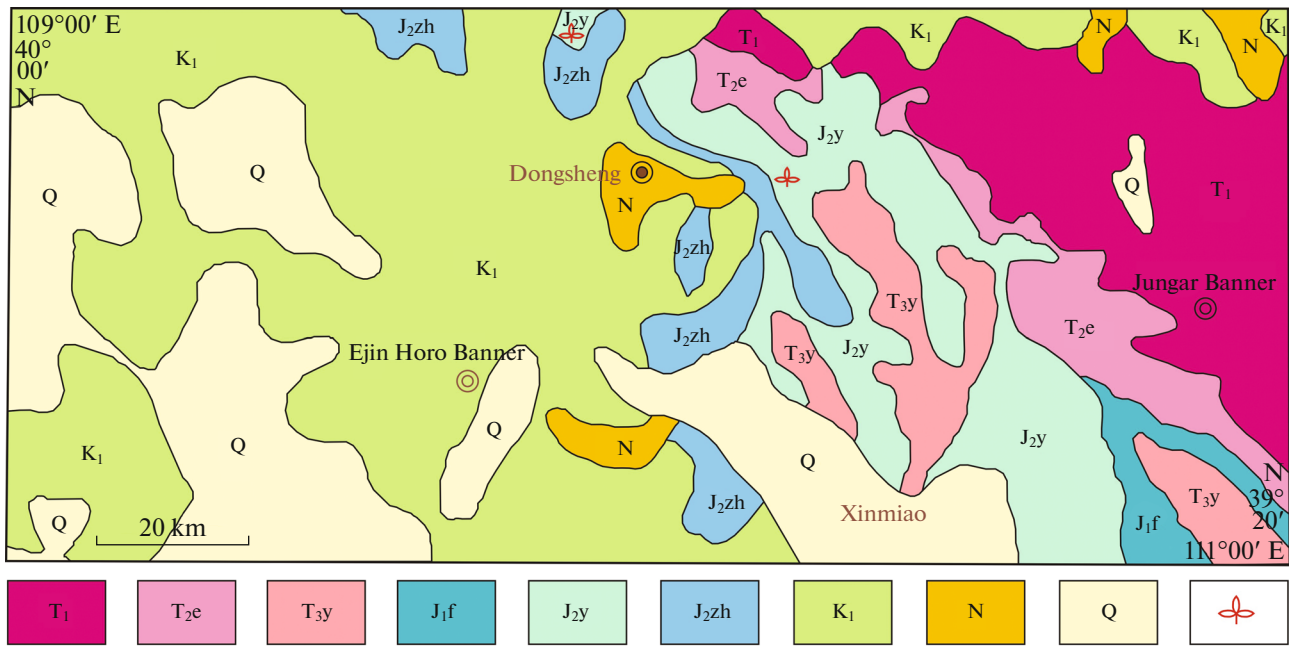 109°00′ E
40°
00′
N
K₁
J₂zh
J₂y
J₂zh
T₁
K₁
N
K₁
N
K₁
T₂e
J₂y
Q
Q
Dongsheng
N
Q
T₁
J₂zh
K₁
Jungar Banner
T₃y
T₂e
J₂zh
J₂y
T₃y
Ejin Horo Banner
Q
Q
N
J₂y
K₁
Q
N
39°
20′
111°00′ E
T₃y
J₂zh
Xinmiao
Q
20 km
J₁f
T₁
T₂e
T₃y
J₁f
J₂y
J₂zh
K₁
N
Q